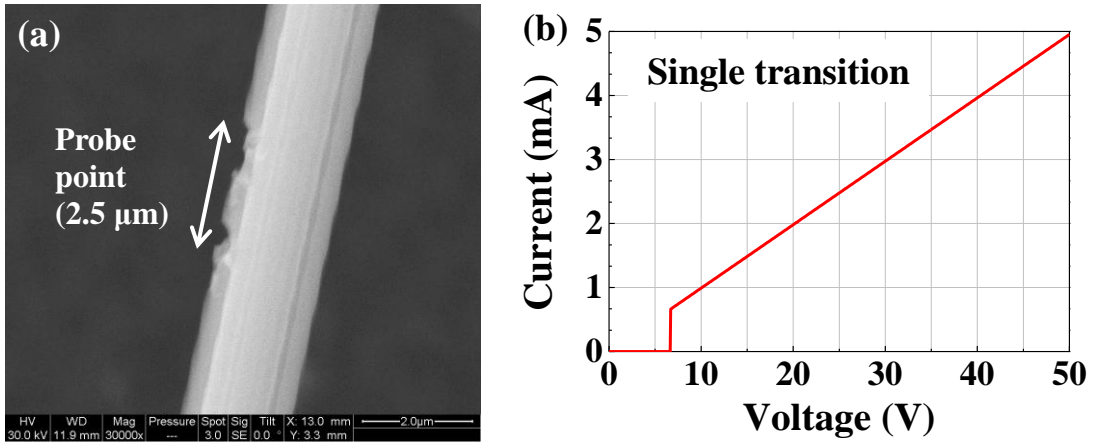 (a)
Probe
point
(2.5 µm)
HV WD Mag Pressure Spot Sig Tilt X: 13.0 mm 2.0µm
30.0 kV 11.9 mm 30000x --- 3.0 SE 0.0 ° Y: 3.3 mm
(b)
Single transition
Current (mA)
5
4
3
2
1
0
0 10 20 30 40 50
Voltage (V)